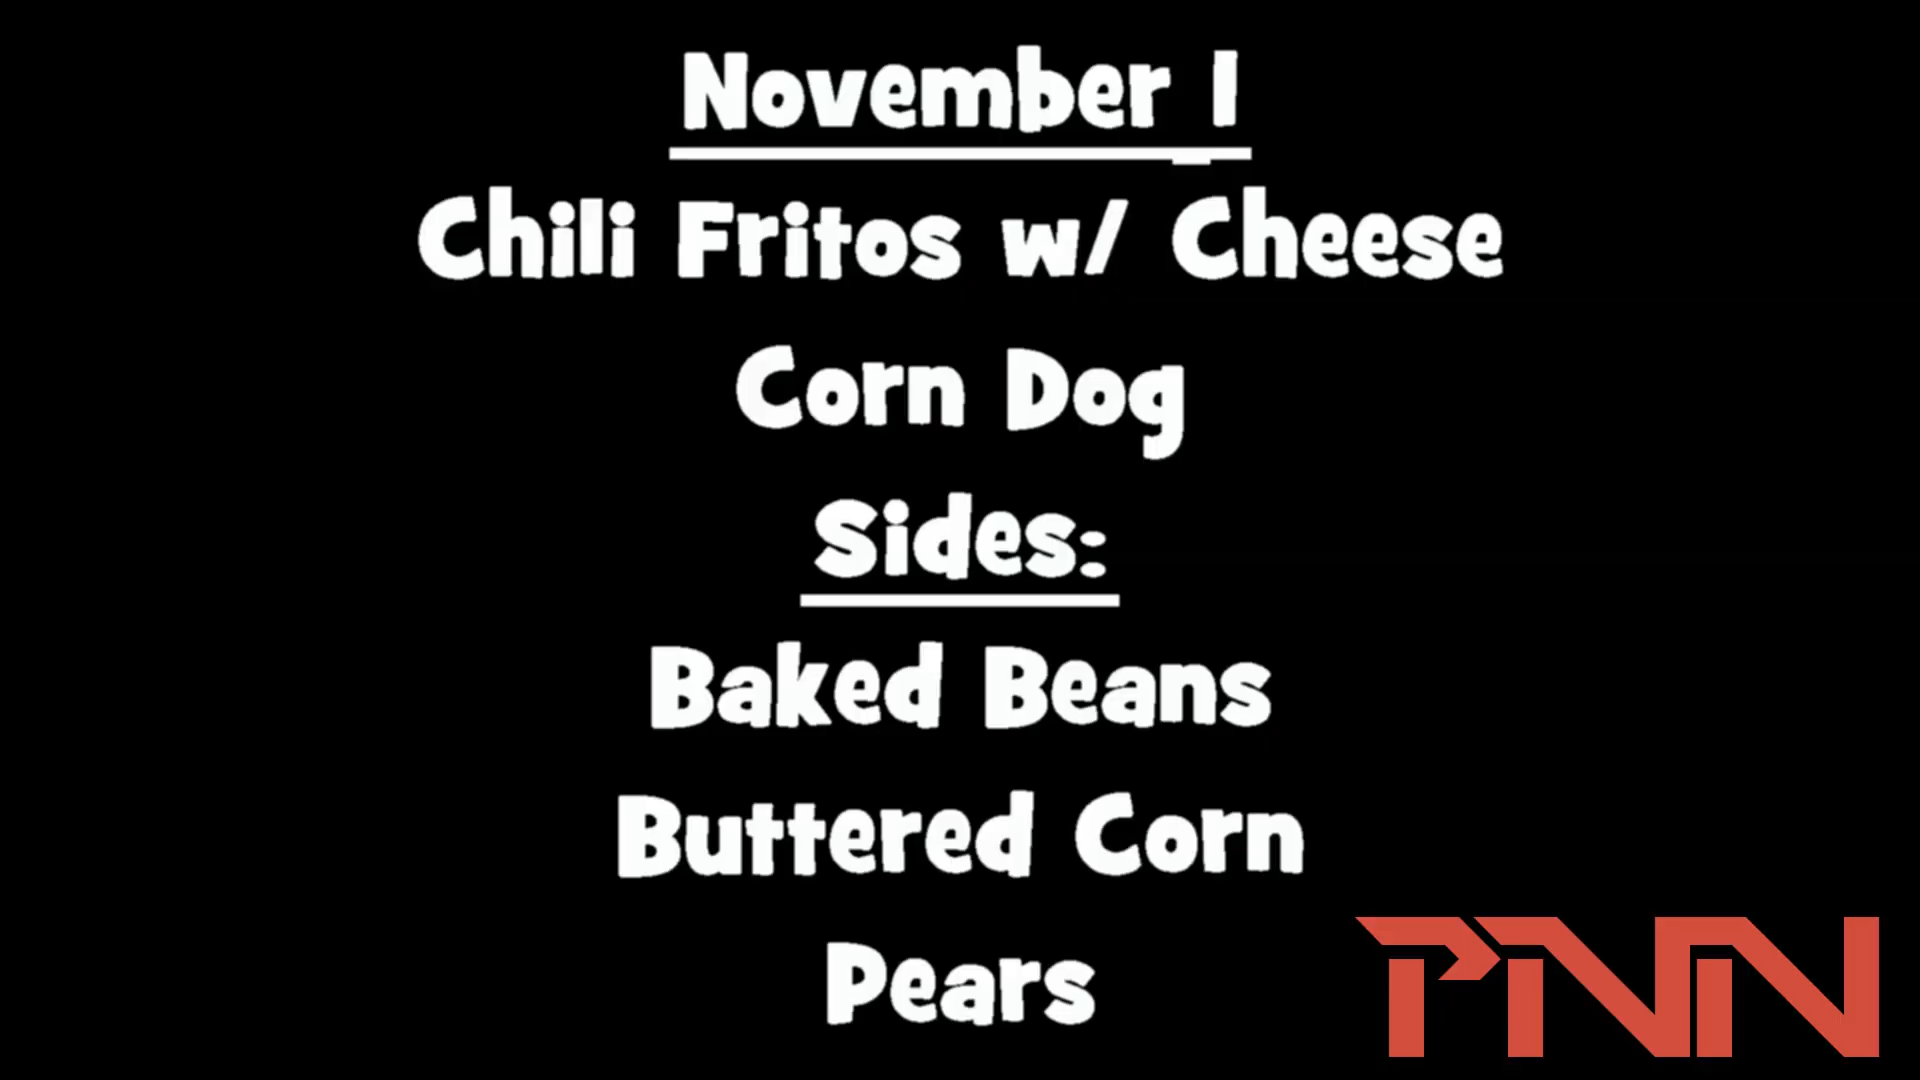 November 1
Chili Fritos w/ Cheese
Corn Dog
Sides:
Baked Beans
Buttered Corn
Pears
PNN